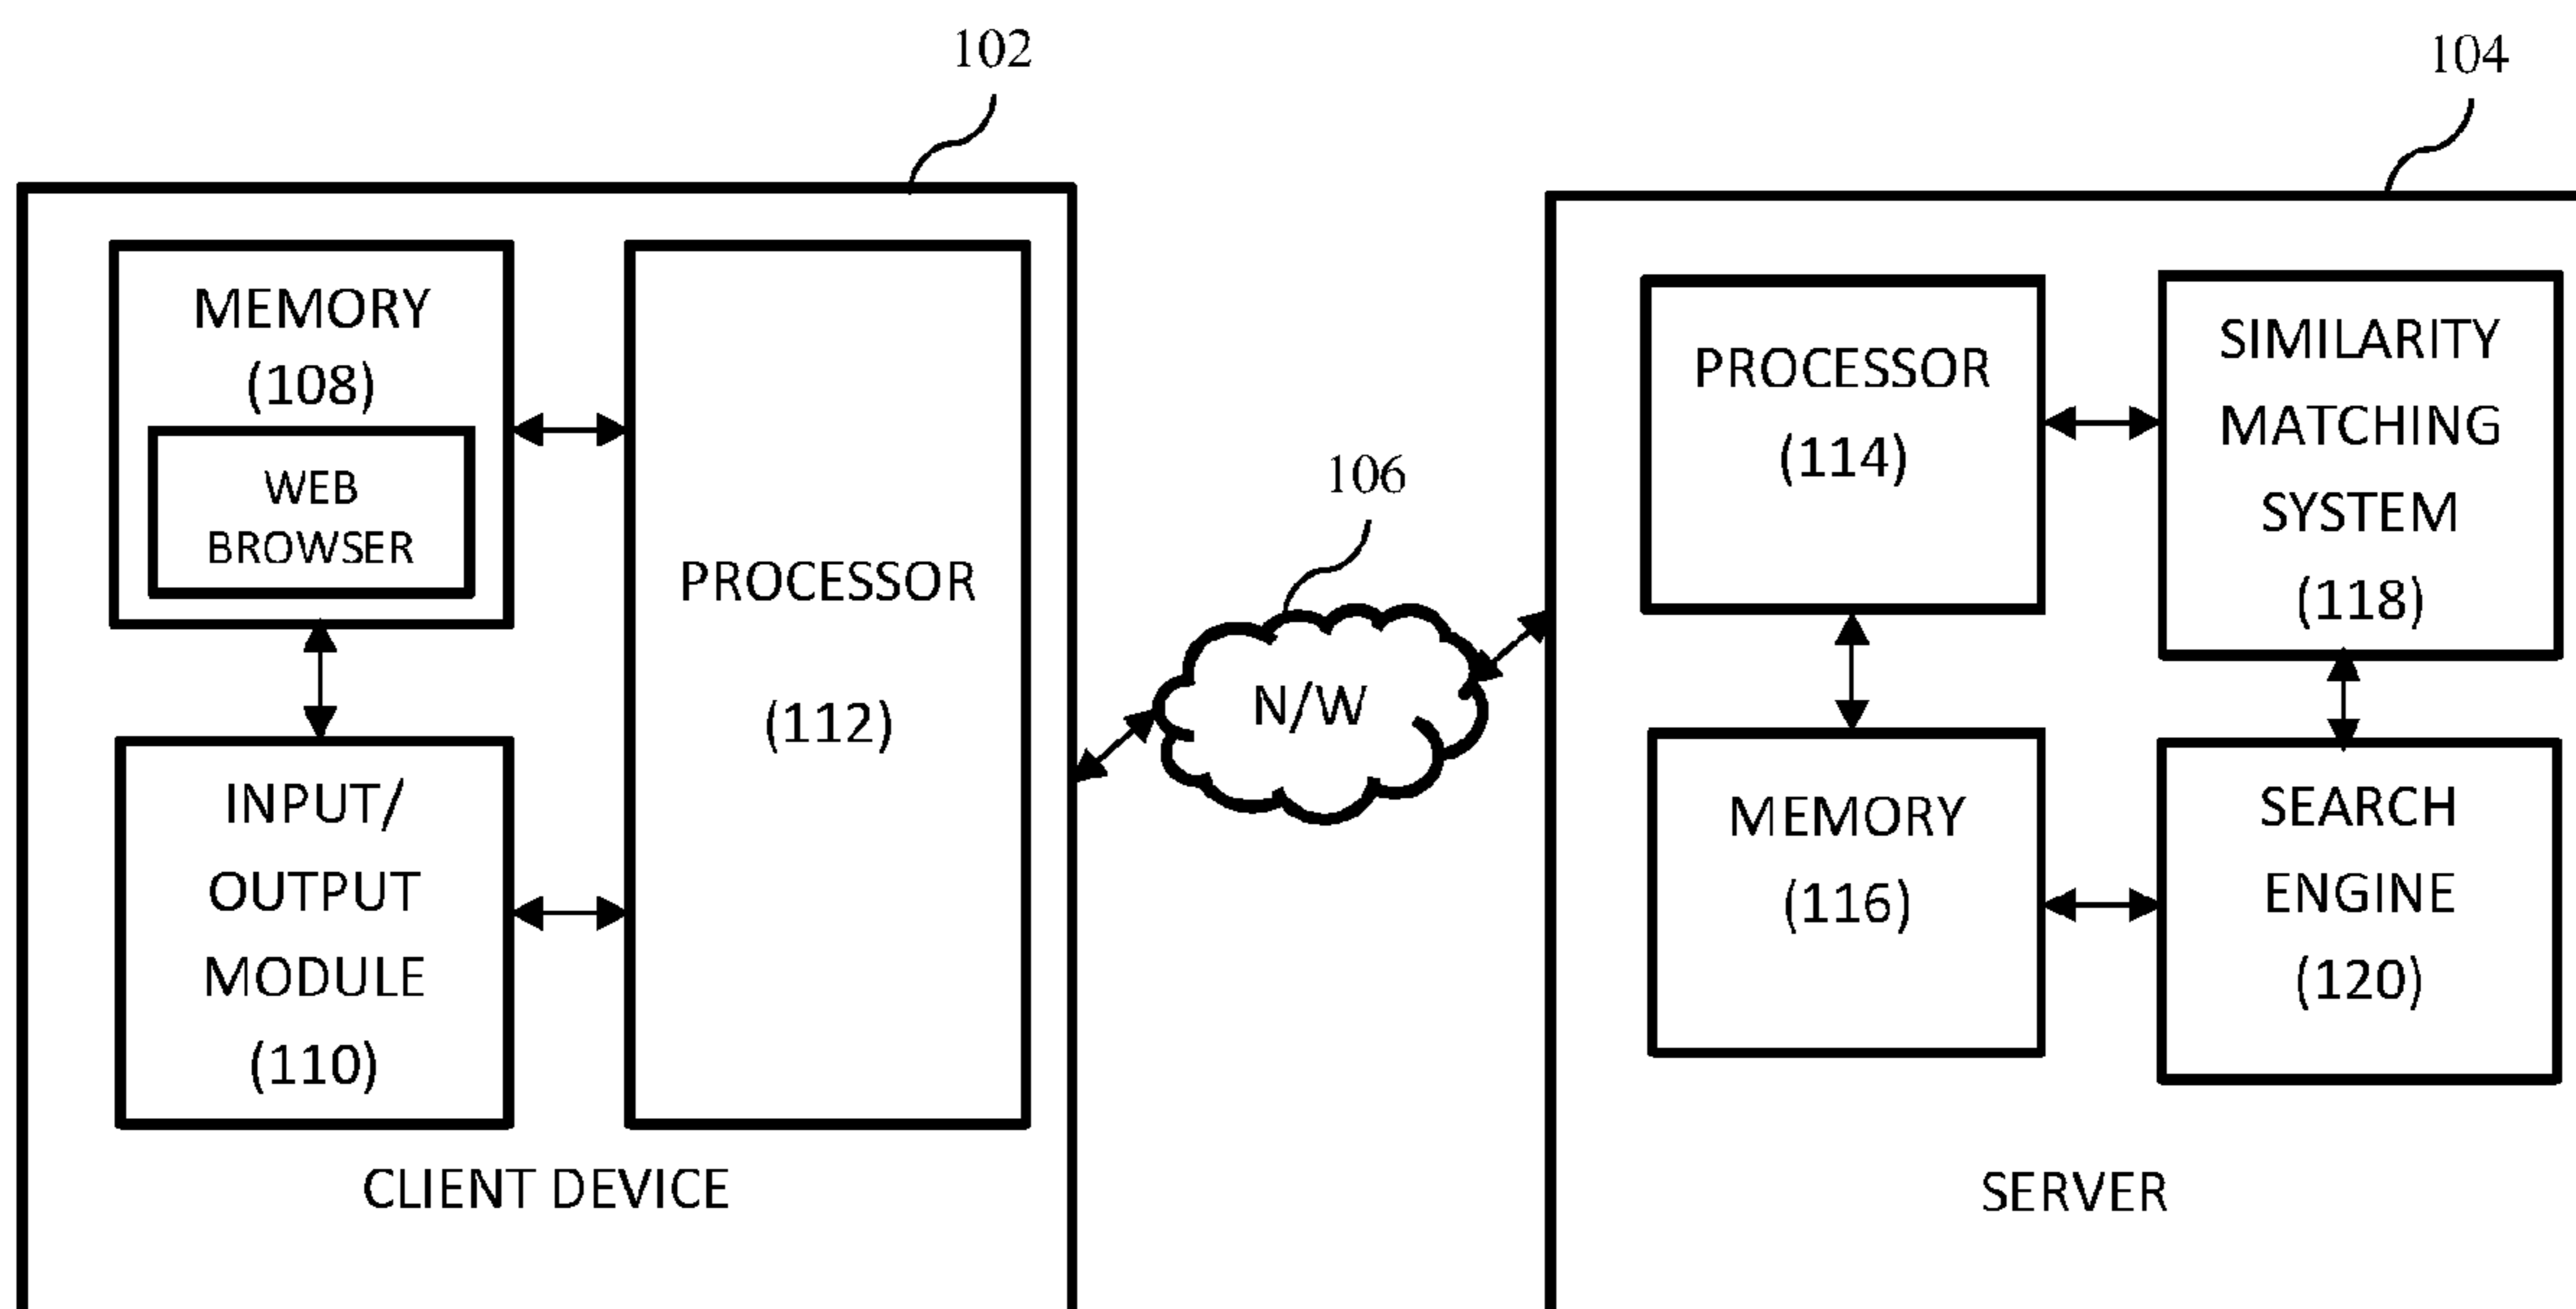 102
104
MEMORY
(108)
WEB
BROWSER
INPUT/
OUTPUT
MODULE
(110)
PROCESSOR
(112)
CLIENT DEVICE
106
N/W
PROCESSOR
(114)
SIMILARITY
MATCHING
SYSTEM
(118)
MEMORY
(116)
SEARCH
ENGINE
(120)
SERVER